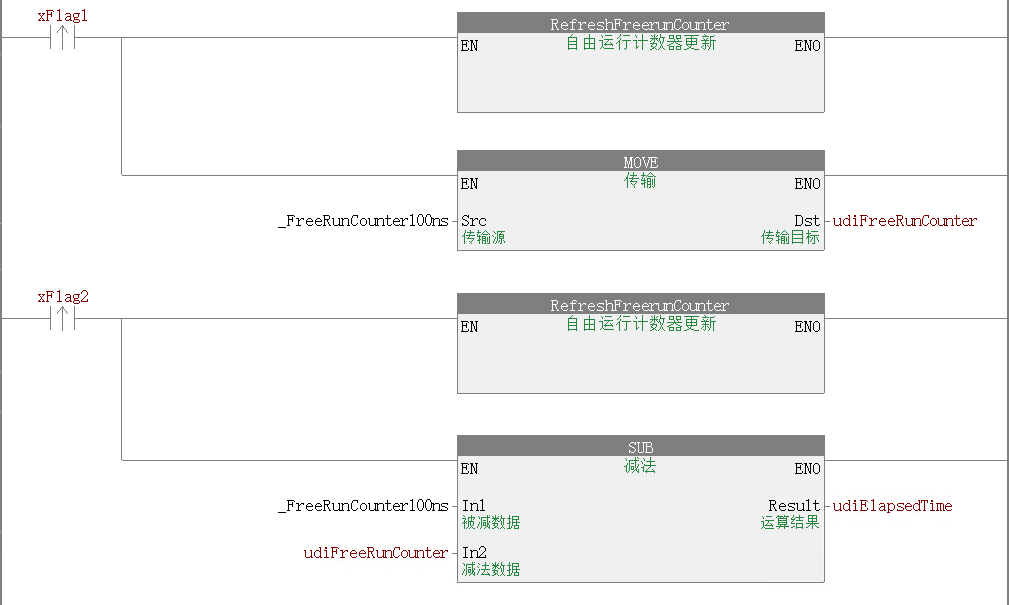 xFlag1
RefreshFreerunCounter
EN
自由运行计数器更新
ENO
MOVE
EN
传输
ENO
_FreeRunCounter100ns
Src
Dst
udiFreeRunCounter
传输源
传输目标
xFlag2
RefreshFreerunCounter
EN
自由运行计数器更新
ENO
SUB
EN
减法
ENO
_FreeRunCounter100ns
In1
Result
udiElapsedTime
被减数据
运算结果
udiFreeRunCounter
In2
减法数据